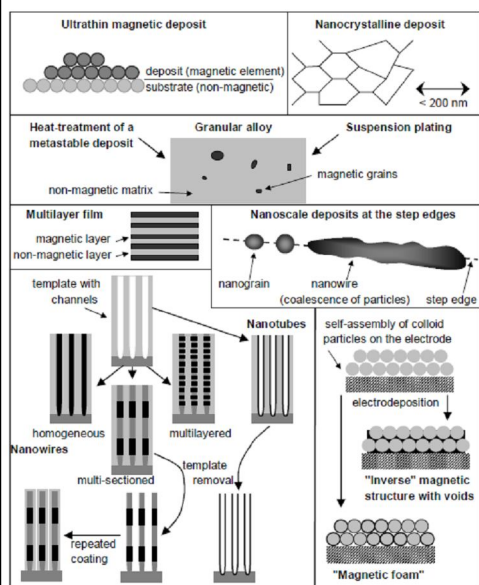 Ultrathin magnetic deposit
deposit (magnetic element)
substrate (non-magnetic)
Nanocrystalline deposit
< 200 nm
Heat-treatment of a
metastable deposit
Granular alloy
Suspension plating
non-magnetic matrix
magnetic grains
Multilayer film
magnetic layer
non-magnetic layer
Nanoscale deposits at the step edges
nanograin
nanowire
(coalescence of particles)
step edge
template with
channels
Nanotubes
homogeneous
multilayered
Nanowires
multi-sectioned
template
removal
repeated
coating
self-assembly of colloid
particles on the electrode
electrodeposition
"Inverse" magnetic
structure with voids
"Magnetic foam"